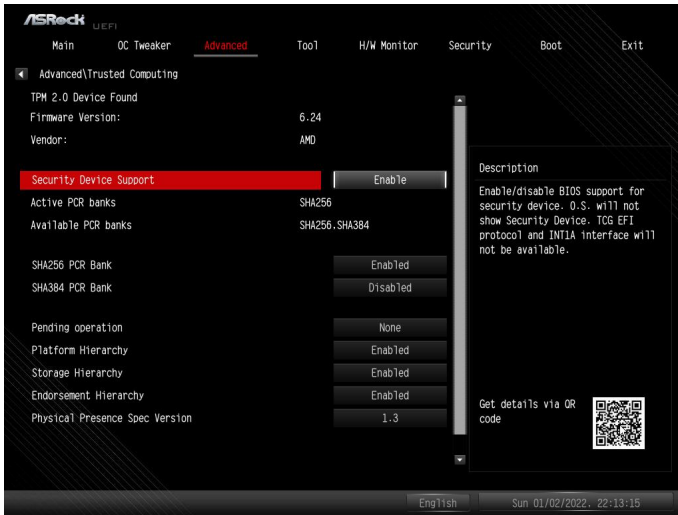 ASRock UEFI
Main OC Tweaker Advanced Tool H/W Monitor Security Boot Exit
Advanced\Trusted Computing
TPM 2.0 Device Found
Firmware Version: 6.24
Vendor: AMD
Security Device Support Enable
Active PCR banks SHA256
Available PCR banks SHA256.SHA384
SHA256 PCR Bank Enabled
SHA384 PCR Bank Disabled
Pending operation None
Platform Hierarchy Enabled
Storage Hierarchy Enabled
Endorsement Hierarchy Enabled
Physical Presence Spec Version 1.3
Description
Enable/disable BIOS support for
security device. O.S. will not
show Security Device. TCG EFI
protocol and INT1A interface will
not be available.
Get details via QR
code
English Sun 01/02/2022. 22:13:15